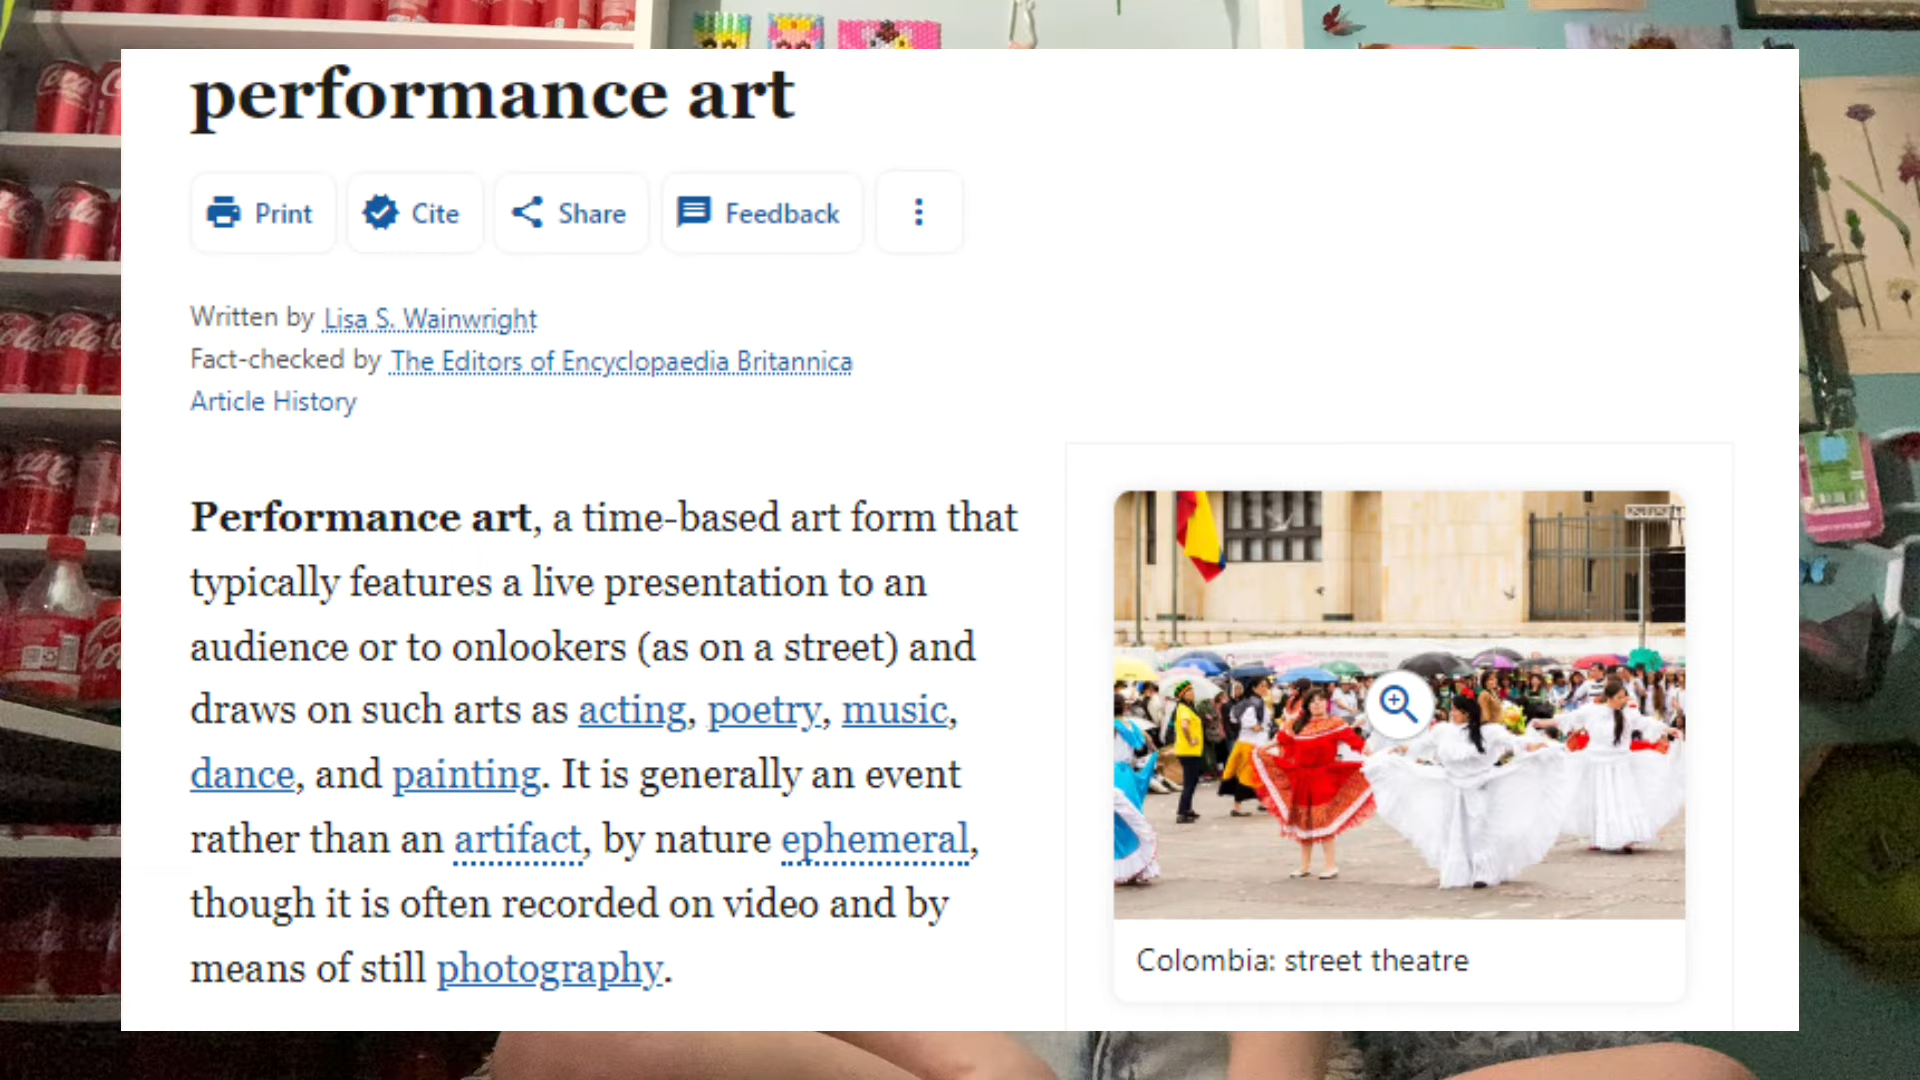 performance art
Print
Cite
Share
Feedback
Written by Lisa S. Wainwright
Fact-checked by The Editors of Encyclopaedia Britannica
Article History
Performance art, a time-based art form that
typically features a live presentation to an
audience or to onlookers (as on a street) and
draws on such arts as acting, poetry, music,
dance, and painting. It is generally an event
rather than an artifact, by nature ephemeral,
though it is often recorded on video and by
means of still photography.
Colombia: street theatre